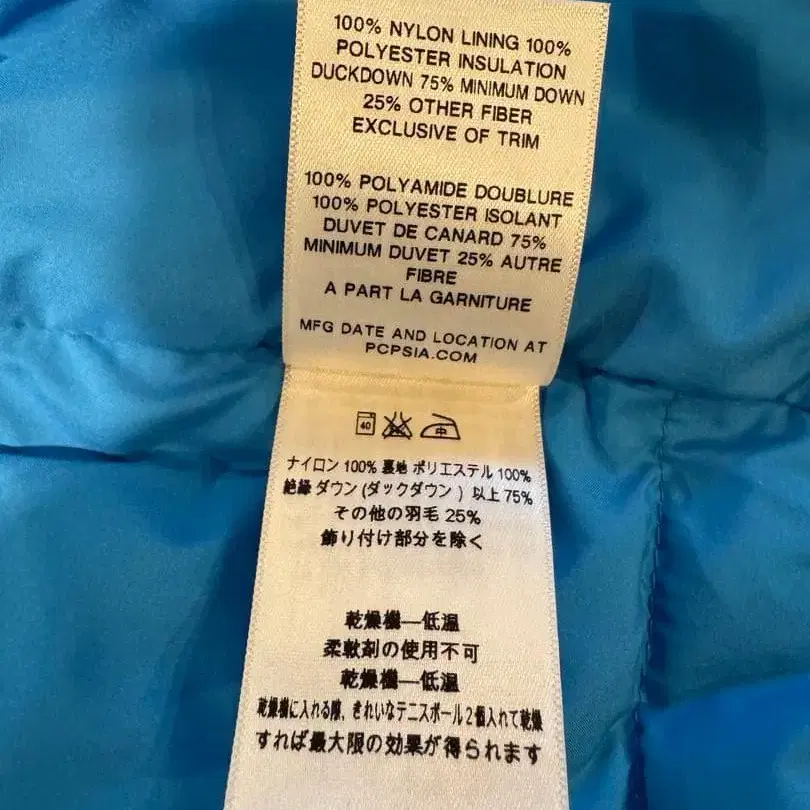 100% NYLON LINING 100%
POLYESTER INSULATION
DUCKDOWN 75% MINIMUM DOWN
25% OTHER FIBER
EXCLUSIVE OF TRIM
100% POLYAMIDE DOUBLURE
100% POLYESTER ISOLANT
DUVET DE CANARD 75%
MINIMUM DUVET 25% AUTRE
FIBRE
A PART LA GARNITURE
MFG DATE AND LOCATION AT
PCPSIA.COM
40 中
ナイロン 100% 裏地 ポリエステル 100%
絶縁 ダウン (ダックダウン ) 以上 75%
その他の羽毛 25%
飾り付け部分を除く
乾燥機—低温
柔軟剤の使用不可
乾燥機—低温
乾燥機に入れる際、きれいなテニスボール2個入れて乾燥
すれば最大限の効果が得られます